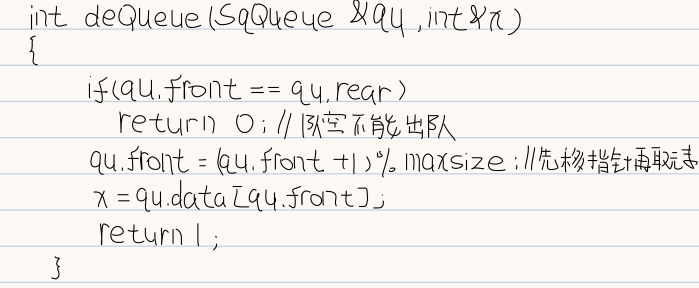 int deQueue(SqQueue &qu,int&x)
{
if(qu.front == qu.rear)
return 0;//队空不能出队
qu.front = (qu.front +1)% maxsize;//先移指针再取元素
x = qu.data[qu.front];
return 1;
}